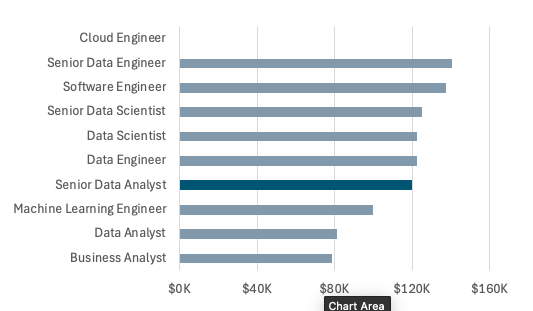 Cloud Engineer
Senior Data Engineer
Software Engineer
Senior Data Scientist
Data Scientist
Data Engineer
Senior Data Analyst
Machine Learning Engineer
Data Analyst
Business Analyst
$0K $40K $80K $120K $160K
Chart Area